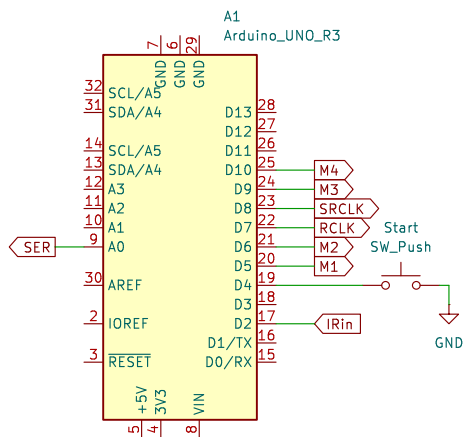 A1
Arduino_UNO_R3
7 GND
6 GND
29 GND
32 SCL/A5
31 SDA/A4
D13 28
D12 27
14 SCL/A5
D11 26
13 SDA/A4
D10 25 M4
12 A3
D9 24 M3
11 A2
D8 23 SRCLK
10 A1
D7 22 RCLK
Start
SW_Push
SER 9 A0
D6 21 M2
D5 20 M1
30 AREF
D4 19
D3 18
2 IOREF
D2 17 IRin
GND
D1/TX 16
3 RESET
D0/RX 15
5 +5V
4 3V3
8 VIN